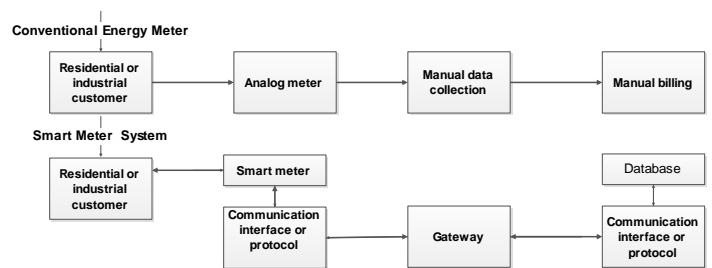 Conventional Energy Meter
Residential or
industrial
customer
Analog meter
Manual data
collection
Manual billing
Smart Meter System
Residential or
industrial
customer
Smart meter
Database
Communication
interface or
protocol
Gateway
Communication
interface or
protocol